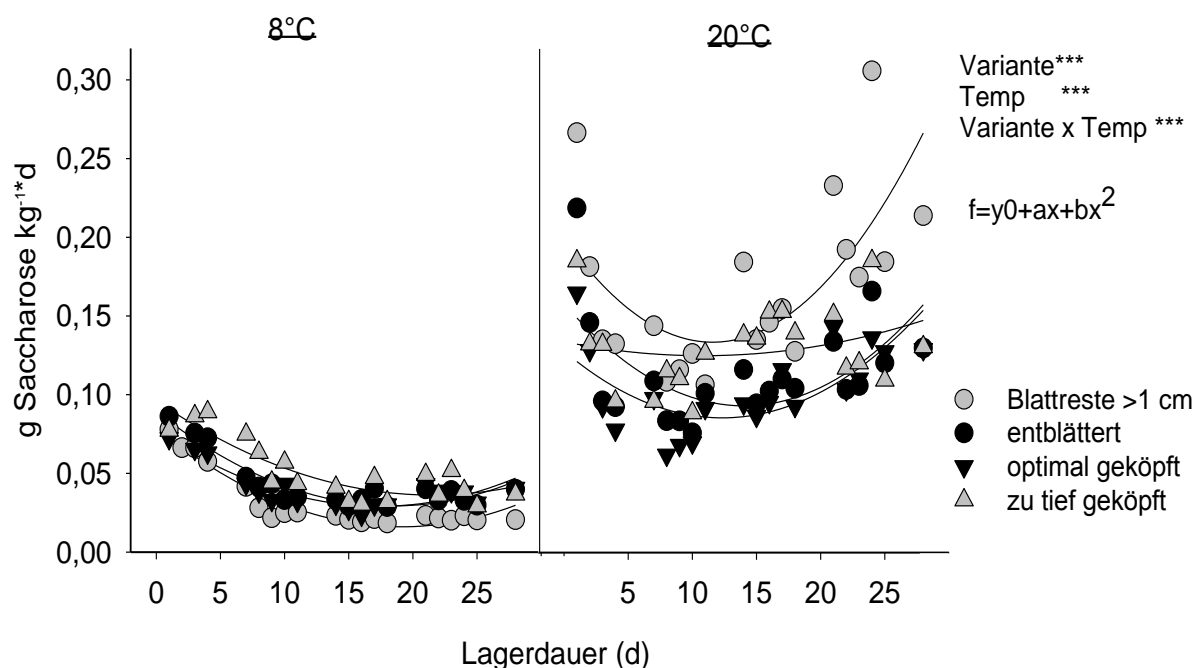 8°C
20°C
0,30
0,25
0,20
0,15
0,10
0,05
0,00
g Saccharose kg⁻¹*d
Variante***
Temp ***
Variante x Temp ***
f=y0+ax+bx²
Blattreste >1 cm
entblättert
optimal geköpft
zu tief geköpft
0 5 10 15 20 25
5 10 15 20 25
Lagerdauer (d)